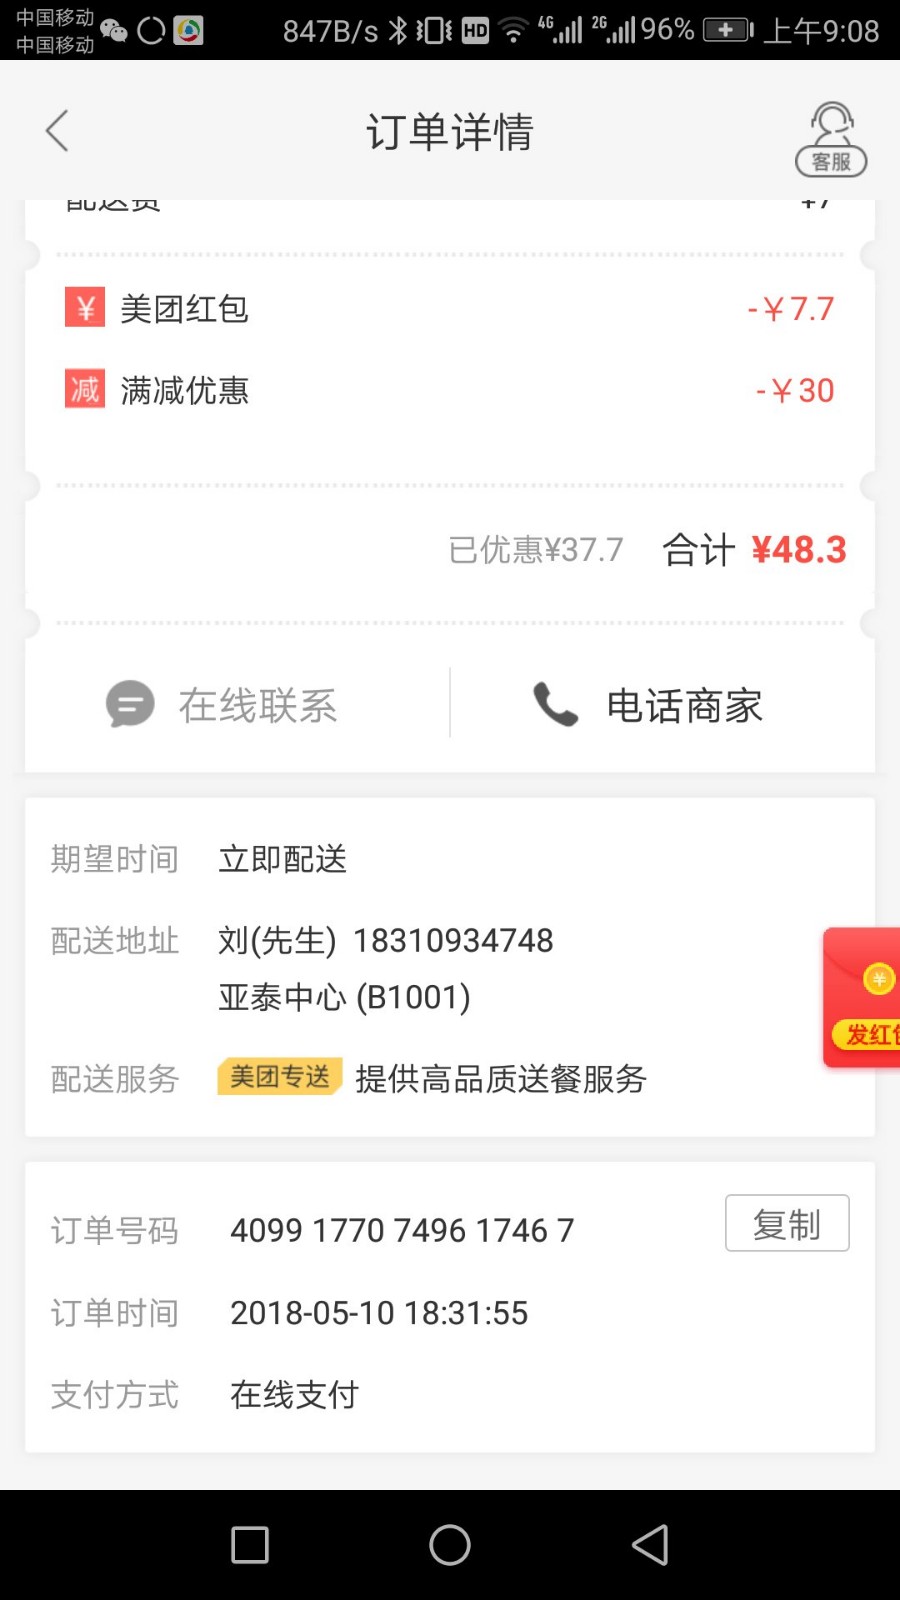 中国移动
中国移动
847B/s HD 4G 2G 96% 上午9:08
订单详情
客服
配送费 ¥7
¥ 美团红包 -¥7.7
减 满减优惠 -¥30
已优惠¥37.7 合计 ¥48.3
在线联系 电话商家
期望时间 立即配送
配送地址 刘(先生) 18310934748
亚泰中心 (B1001)
¥
发红包
配送服务 美团专送 提供高品质送餐服务
订单号码 4099 1770 7496 1746 7 复制
订单时间 2018-05-10 18:31:55
支付方式 在线支付